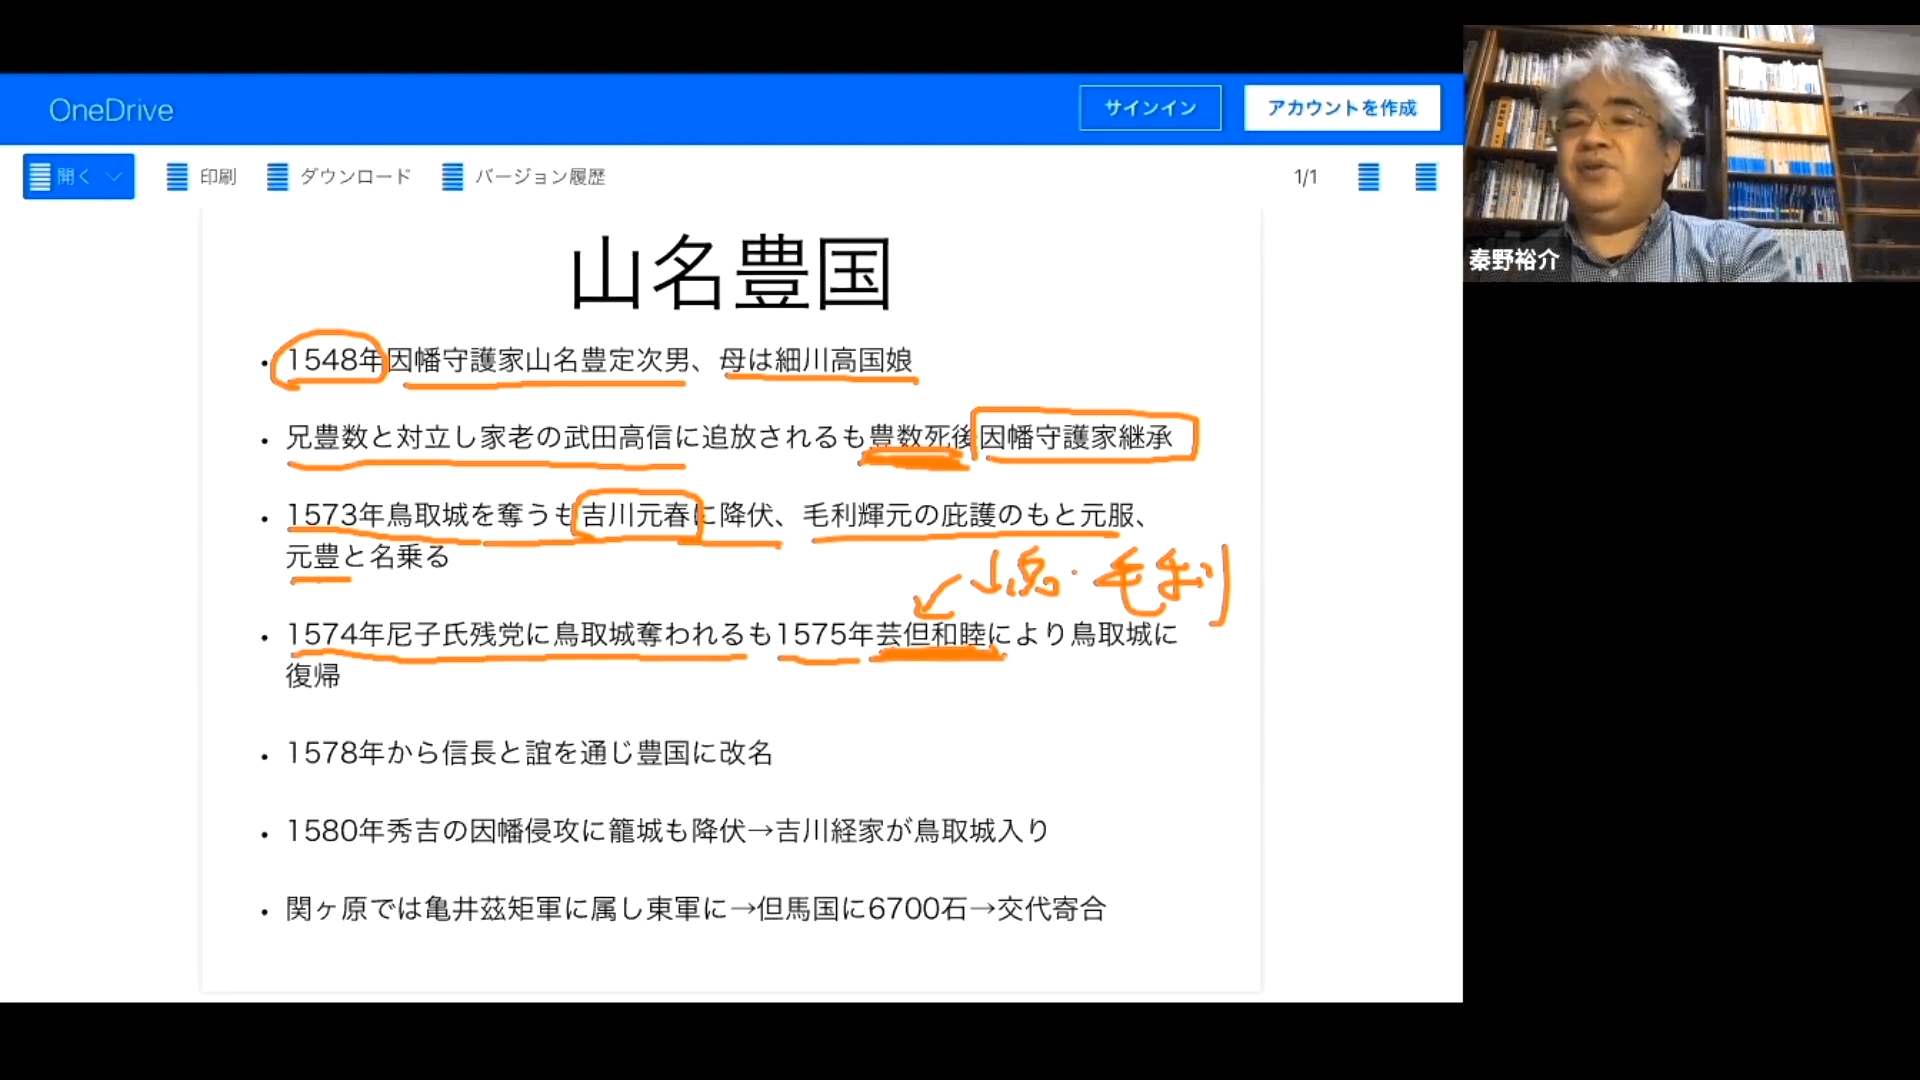 OneDrive
サインイン
アカウントを作成
開く
印刷
ダウンロード
バージョン履歴
1/1
秦野裕介
山名豊国
• 1548年因幡守護家山名豊定次男、母は細川高国娘
• 兄豊数と対立し家老の武田高信に追放されるも豊数死後因幡守護家継承
• 1573年鳥取城を奪うも吉川元春に降伏、毛利輝元の庇護のもと元服、
元豊と名乗る
毛利
• 1574年尼子氏残党に鳥取城奪われるも1575年芸但和睦により鳥取城に
復帰
• 1578年から信長と誼を通じ豊国に改名
• 1580年秀吉の因幡侵攻に籠城も降伏→吉川経家が鳥取城入り
• 関ヶ原では亀井茲矩軍に属し東軍に→但馬国に6700石→交代寄合